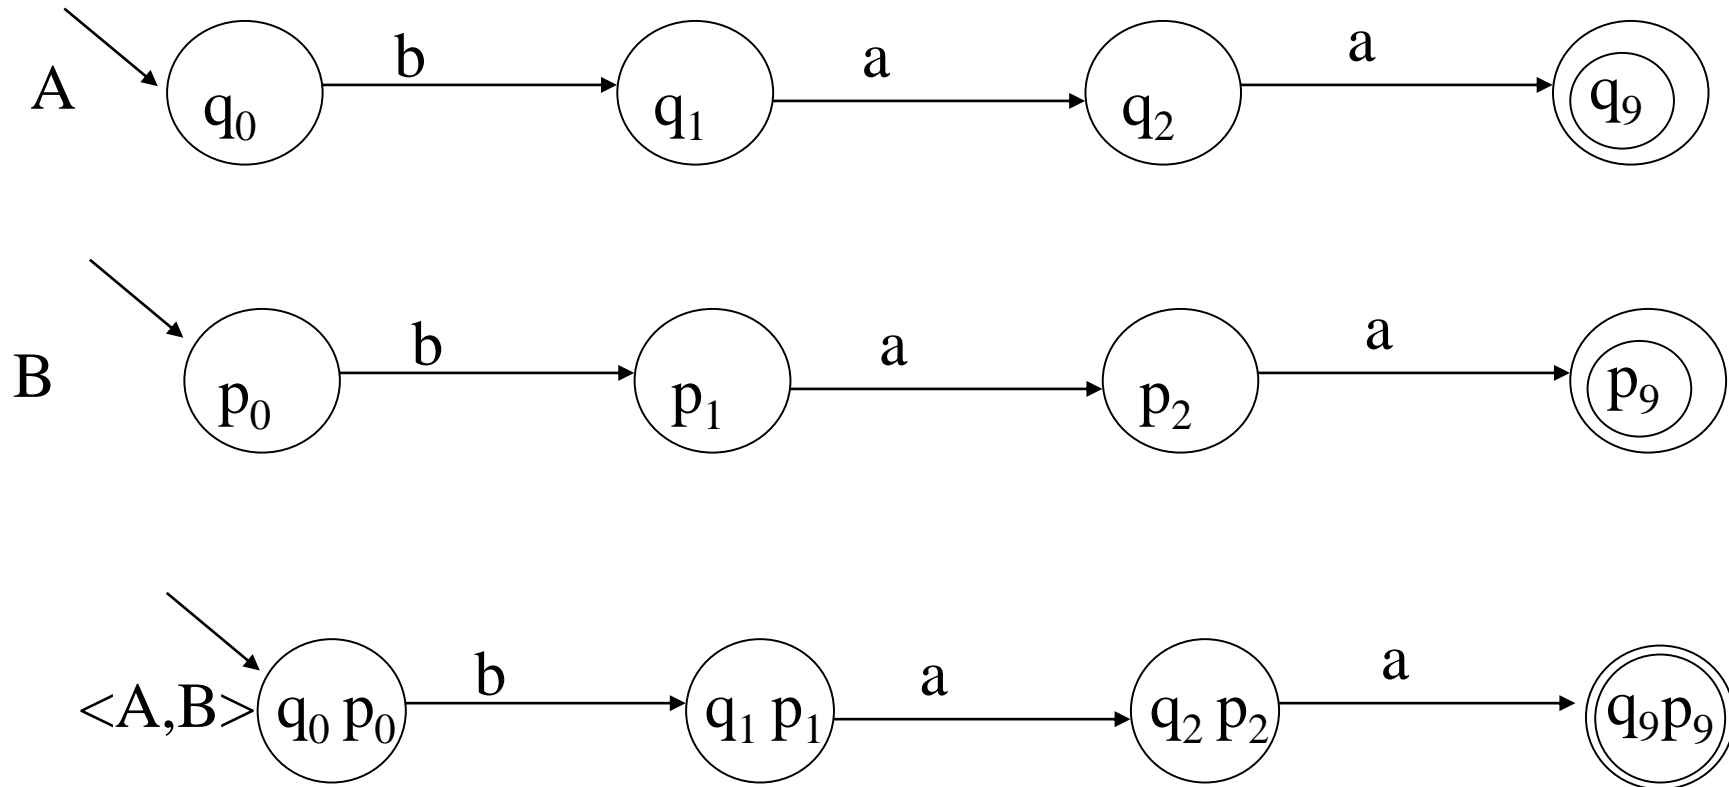 b a a
A q₀ q₁ q₂ q₉
b a a
B p₀ p₁ p₂ p₉
b a a
<A,B> q₀ p₀ q₁ p₁ q₂ p₂ q₉p₉